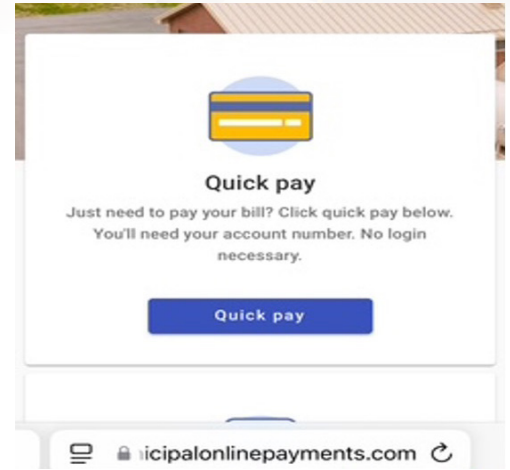 Quick pay
Just need to pay your bill? Click quick pay below.
You'll need your account number. No login
necessary.
Quick pay
icipalonlinepayments.com